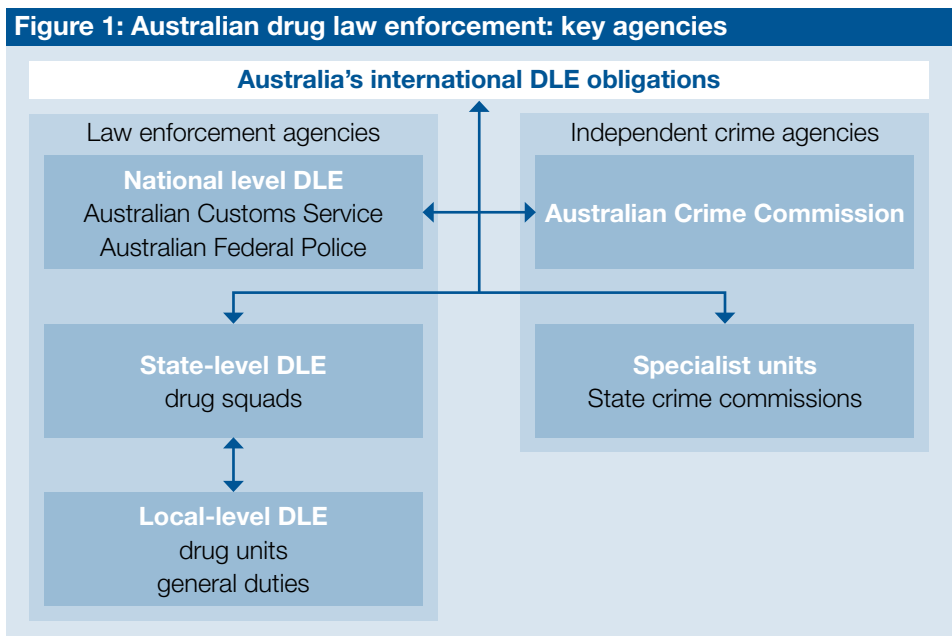 Figure 1: Australian drug law enforcement: key agencies
Australia’s international DLE obligations
Law enforcement agencies
National level DLE
Australian Customs Service
Australian Federal Police
State-level DLE
drug squads
Local-level DLE
drug units
general duties
Independent crime agencies
Australian Crime Commission
Specialist units
State crime commissions